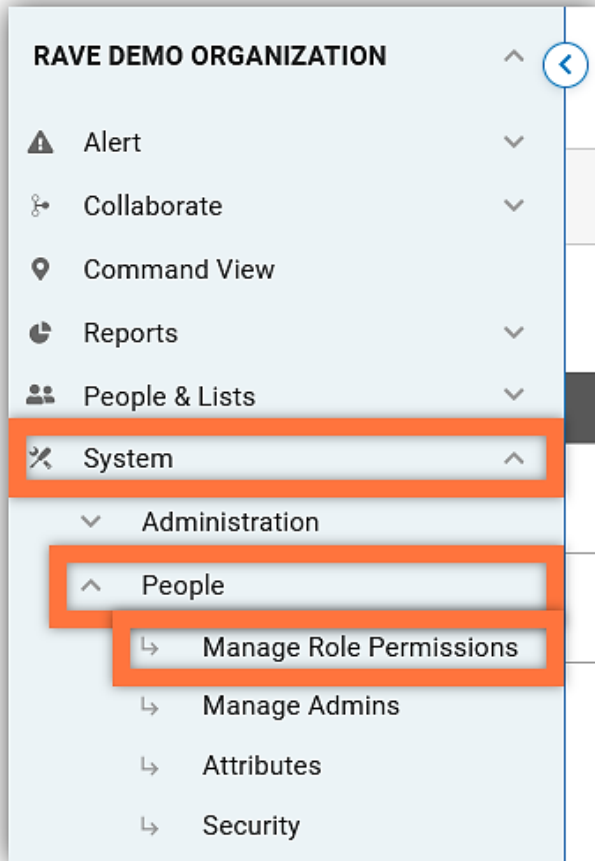 RAVE DEMO ORGANIZATION
Alert
Collaborate
Command View
Reports
People & Lists
System
Administration
People
Manage Role Permissions
Manage Admins
Attributes
Security